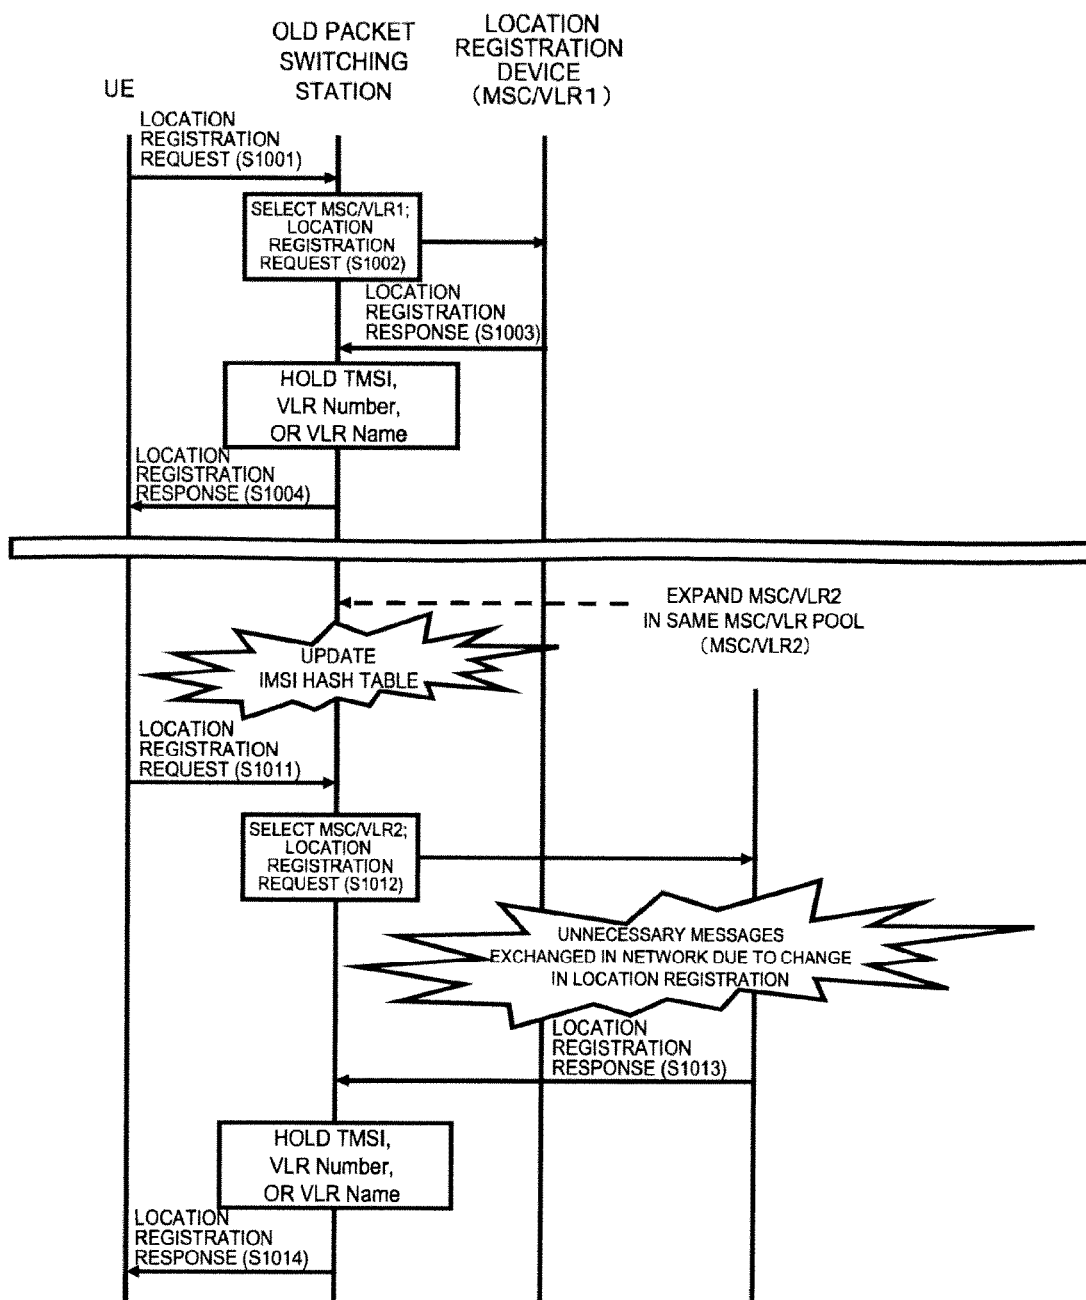 UE
OLD PACKET
SWITCHING
STATION
LOCATION
REGISTRATION
DEVICE
(MSC/VLR1)
LOCATION
REGISTRATION
REQUEST (S1001)
SELECT MSC/VLR1;
LOCATION
REGISTRATION
REQUEST (S1002)
LOCATION
REGISTRATION
RESPONSE (S1003)
HOLD TMSI,
VLR Number,
OR VLR Name
LOCATION
REGISTRATION
RESPONSE (S1004)
EXPAND MSC/VLR2
IN SAME MSC/VLR POOL
(MSC/VLR2)
UPDATE
IMSI HASH TABLE
LOCATION
REGISTRATION
REQUEST (S1011)
SELECT MSC/VLR2;
LOCATION
REGISTRATION
REQUEST (S1012)
UNNECESSARY MESSAGES
EXCHANGED IN NETWORK DUE TO CHANGE
IN LOCATION REGISTRATION
LOCATION
REGISTRATION
RESPONSE (S1013)
HOLD TMSI,
VLR Number,
OR VLR Name
LOCATION
REGISTRATION
RESPONSE (S1014)